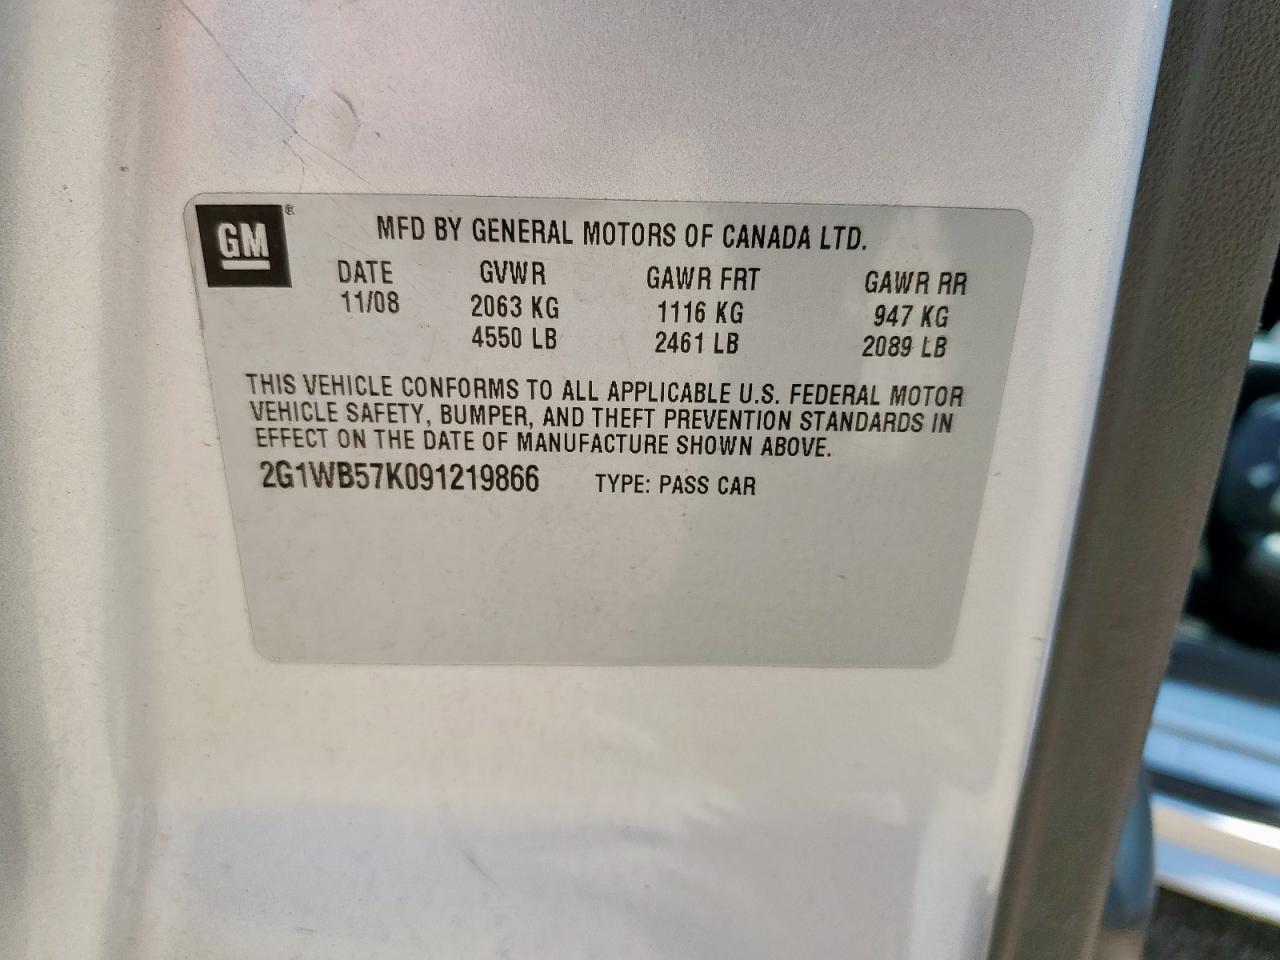 GM®
MFD BY GENERAL MOTORS OF CANADA LTD.
DATE GVWR GAWR FRT GAWR RR
11/08 2063 KG 1116 KG 947 KG
4550 LB 2461 LB 2089 LB
THIS VEHICLE CONFORMS TO ALL APPLICABLE U.S. FEDERAL MOTOR
VEHICLE SAFETY, BUMPER, AND THEFT PREVENTION STANDARDS IN
EFFECT ON THE DATE OF MANUFACTURE SHOWN ABOVE.
2G1WB57K091219866 TYPE: PASS CAR